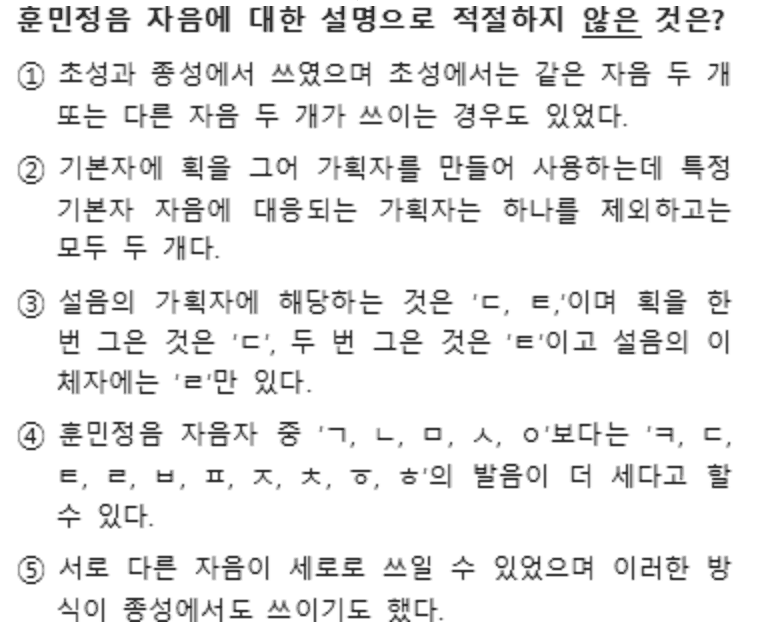 훈민정음 자음에 대한 설명으로 적절하지 않은 것은?
① 초성과 종성에서 쓰였으며 초성에서는 같은 자음 두 개
또는 다른 자음 두 개가 쓰이는 경우도 있었다.
② 기본자에 획을 그어 가획자를 만들어 사용하는데 특정
기본자 자음에 대응되는 가획자는 하나를 제외하고는
모두 두 개다.
③ 설음의 가획자에 해당하는 것은 'ㄷ, ㅌ,'이며 획을 한
번 그은 것은 'ㄷ', 두 번 그은 것은 'ㅌ'이고 설음의 이
체자에는 'ㄹ'만 있다.
④ 훈민정음 자음자 중 'ㄱ, ㄴ, ㅁ, ㅅ, ㅇ'보다는 'ㅋ, ㄷ,
ㅌ, ㄹ, ㅂ, ㅍ, ㅈ, ㅊ, ㆆ, ㅎ'의 발음이 더 세다고 할
수 있다.
⑤ 서로 다른 자음이 세로로 쓰일 수 있었으며 이러한 방
식이 종성에서도 쓰이기도 했다.